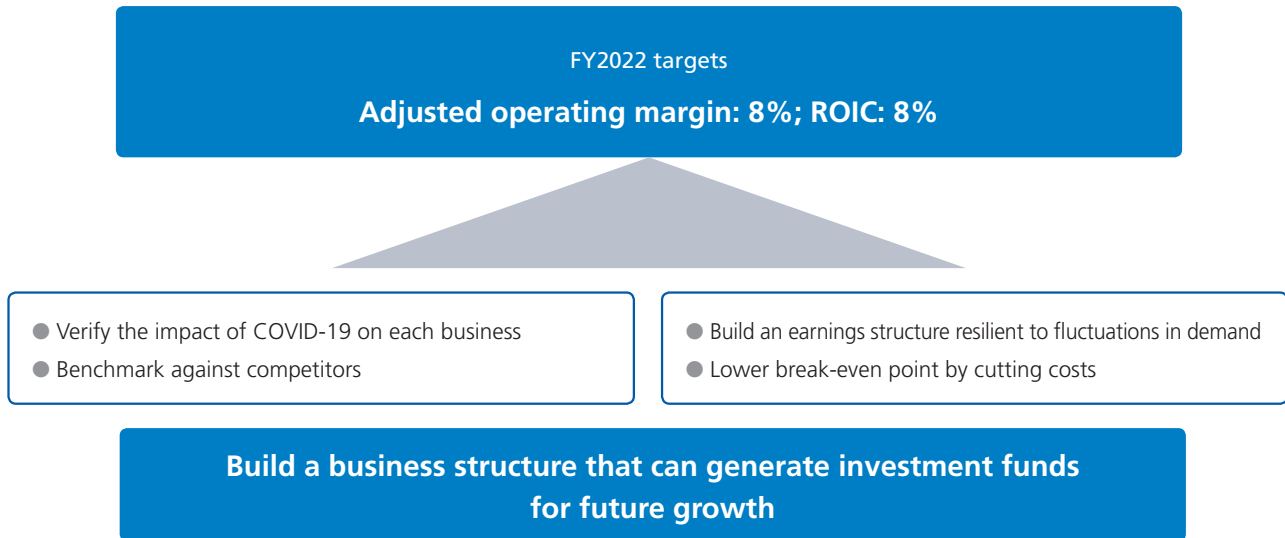 FY2022 targets
Adjusted operating margin: 8%; ROIC: 8%
● Verify the impact of COVID-19 on each business
● Benchmark against competitors
● Build an earnings structure resilient to fluctuations in demand
● Lower break-even point by cutting costs
Build a business structure that can generate investment funds
for future growth